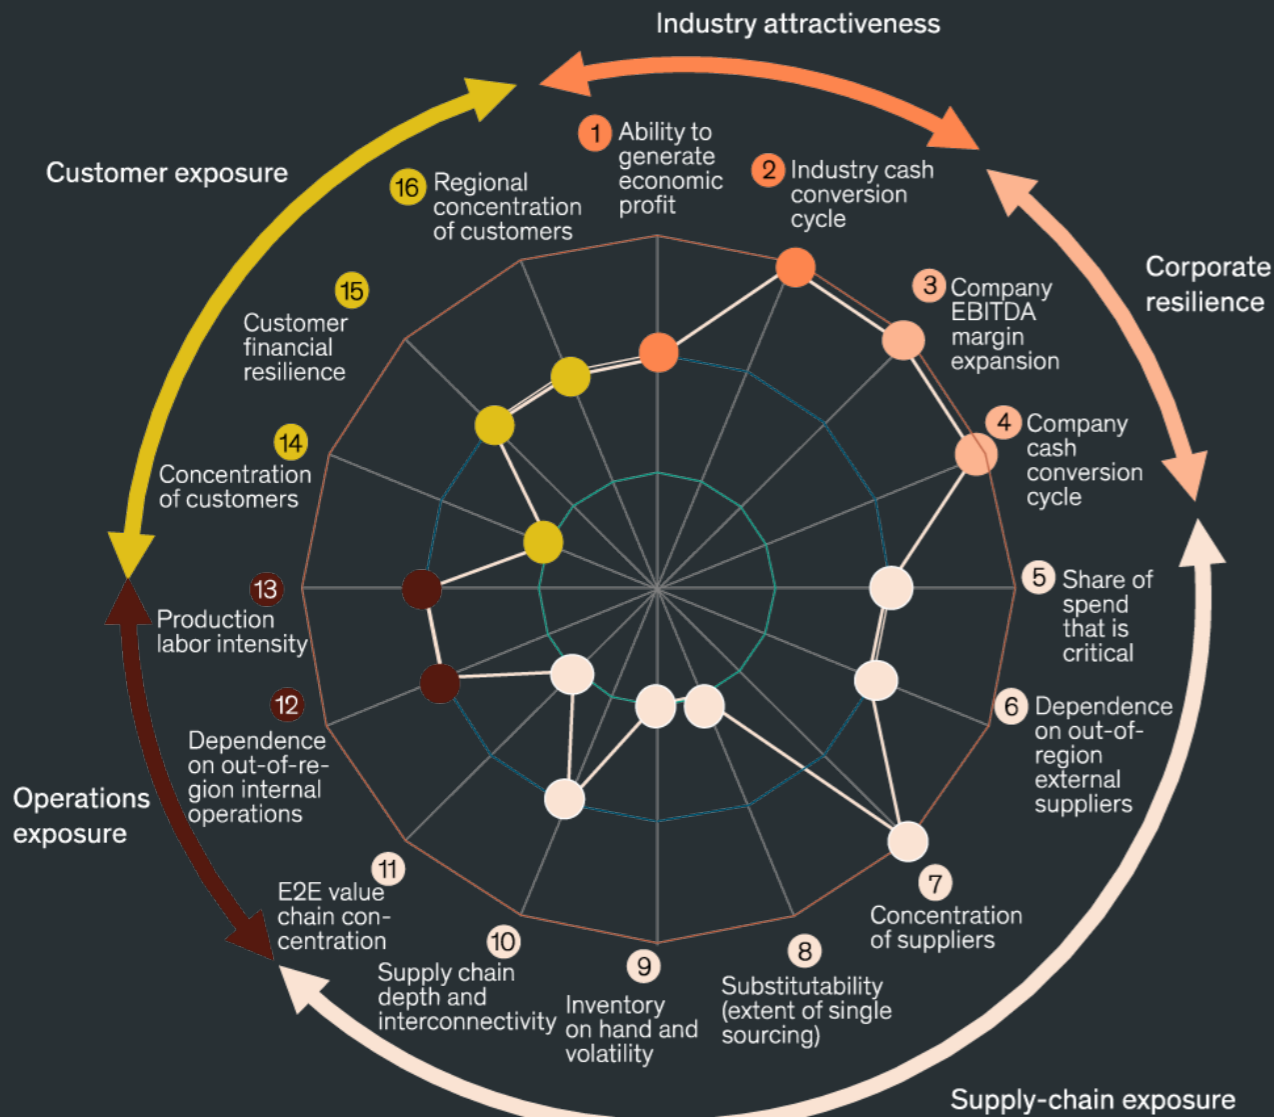 Industry attractiveness
1
Ability to
generate
economic
profit
2
Industry cash
conversion
cycle
Customer exposure
16
Regional
concentration
of customers
Corporate
resilience
3
Company
EBITDA
margin
expansion
15
Customer
financial
resilience
4
Company
cash
conversion
cycle
14
Concentration
of customers
5
Share of
spend
that is
critical
13
Production
labor intensity
6
Dependence
on out-of-
region
external
suppliers
12
Dependence
on out-of-re-
gion internal
operations
Operations
exposure
11
E2E value
chain con-
centration
7
Concentration
of suppliers
10
Supply chain
depth and
interconnectivity
9
Inventory
on hand and
volatility
8
Substitutability
(extent of single
sourcing)
Supply-chain exposure